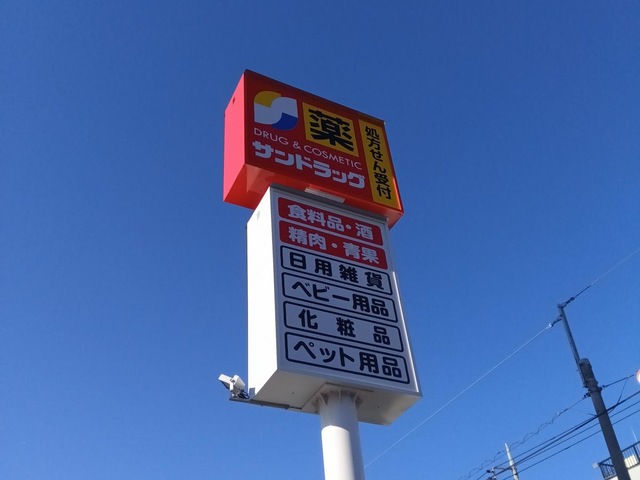 薬
処方せん受付
DRUG & COSMETIC
サンドラッグ
食料品・酒
精肉・青果
日用雑貨
ベビー用品
化粧品
ペット用品